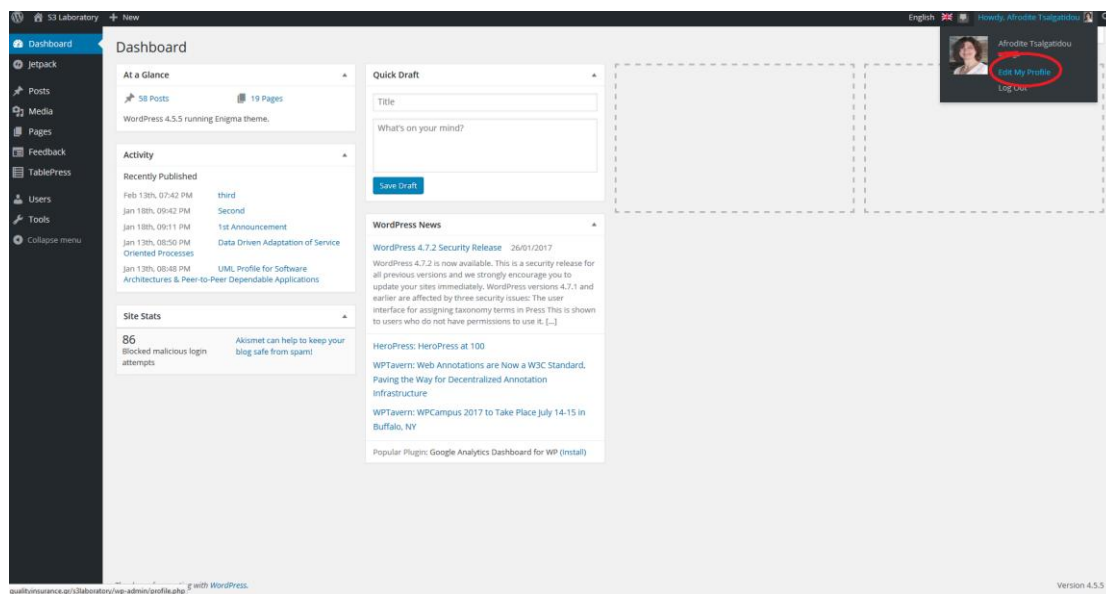 S3 Laboratory + New English Howdy, Afrodite Tsalgatidou
Afrodite Tsalgatidou
Edit My Profile
Log Out
Dashboard
Jetpack
Posts
Media
Pages
Feedback
TablePress
Users
Tools
Collapse menu
Dashboard
At a Glance
58 Posts 19 Pages
WordPress 4.5.5 running Enigma theme.
Activity
Recently Published
Feb 13th, 07:42 PM third
Jan 18th, 09:42 PM Second
Jan 18th, 09:11 PM 1st Announcement
Jan 13th, 08:50 PM Data Driven Adaptation of Service
Oriented Processes
Jan 13th, 08:48 PM UML Profile for Software
Architectures & Peer-to-Peer Dependable Applications
Site Stats
86
Blocked malicious login
attempts
Akismet can help to keep your
blog safe from spam!
Quick Draft
Title
What's on your mind?
Save Draft
WordPress News
WordPress 4.7.2 Security Release 26/01/2017
WordPress 4.7.2 is now available. This is a security release for
all previous versions and we strongly encourage you to
update your sites immediately. WordPress versions 4.7.1 and
earlier are affected by three security issues: The user
interface for assigning taxonomy terms in Press This is shown
to users who do not have permissions to use it. […]
HeroPress: HeroPress at 100
WPTavern: Web Annotations are Now a W3C Standard,
Paving the Way for Decentralized Annotation
Infrastructure
WPTavern: WPCampus 2017 to Take Place July 14-15 in
Buffalo, NY
Popular Plugin: Google Analytics Dashboard for WP (Install)
with WordPress.
Version 4.5.5
qualityinsurance.gr/s3laboratory/wp-admin/profile.php